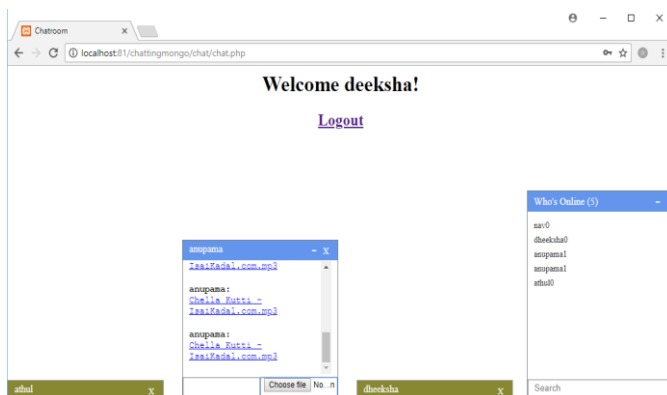 Chatroom
localhost:81/chattingmongo/chat/chat.php
Welcome deeksha!
Logout
Who's Online (5)
nav0
dheeksha0
anupama1
anupama1
athul0
Search
anupama
IsaiKadal.com.mp3
anupama:
Chella Kutti -
IsaiKadal.com.mp3
anupama:
Chella Kutti -
IsaiKadal.com.mp3
Choose file No...n
athul
dheeksha